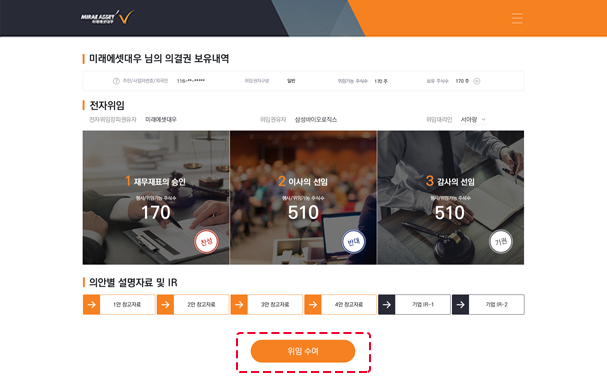 MIRAE ASSET
미래에셋대우
미래에셋대우 님의 의결권 보유내역
주민/사업자번호/외국인 116-**-***** 위임권자구분 일반 위임가능 주식수 170 주 보유 주식수 170 주
전자위임
전자위임장피권유자 미래에셋대우 위임권유자 삼성바이오로직스 위임대리인 서아람
1 재무재표의 승인
행사/위임가능 주식수
170
찬성
2 이사의 선임
행사/위임가능 주식수
510
반대
3 감사의 선임
행사/위임가능 주식수
510
기권
의안별 설명자료 및 IR
1안 참고자료
2안 참고자료
3안 참고자료
4안 참고자료
기업 IR-1
기업 IR-2
위임 수여